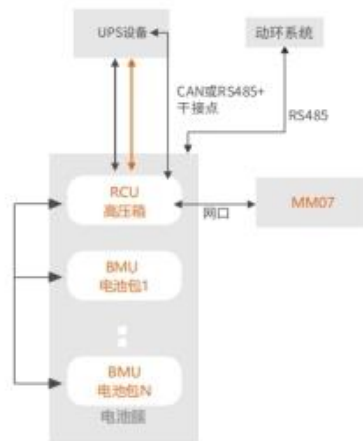 UPS设备
动环系统
CAN或RS485+
干接点
RS485
RCU
高压箱
网口
MM07
BMU
电池包1
BMU
电池包N
电池簇